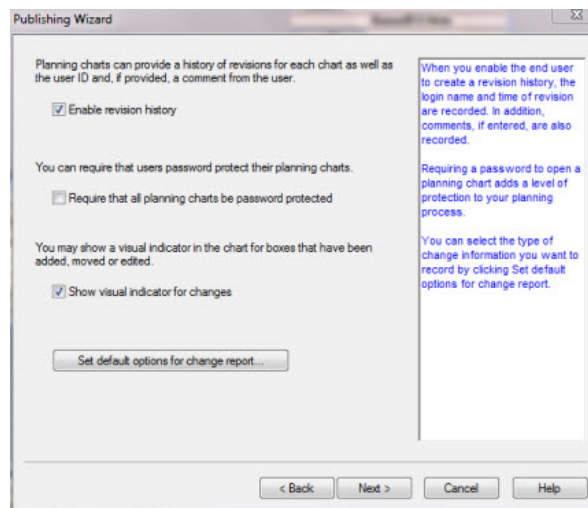 Publishing Wizard
Planning charts can provide a history of revisions for each chart as well as
the user ID and, if provided, a comment from the user.
Enable revision history
You can require that users password protect their planning charts.
Require that all planning charts be password protected
You may show a visual indicator in the chart for boxes that have been
added, moved or edited.
Show visual indicator for changes
Set default options for change report...
When you enable the end user
to create a revision history, the
login name and time of revision
are recorded. In addition,
comments, if entered, are also
recorded.
Requiring a password to open a
planning chart adds a level of
protection to your planning
process.
You can select the type of
change information you want to
record by clicking Set default
options for change report.
< Back
Next >
Cancel
Help